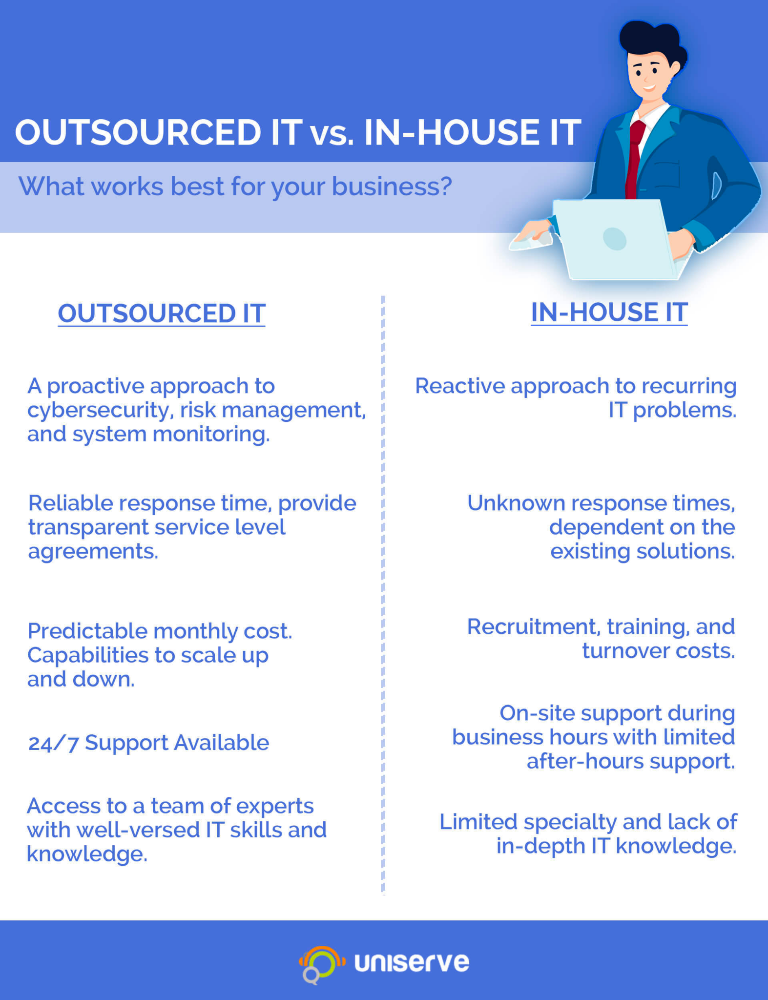 OUTSOURCED IT vs. IN-HOUSE IT
What works best for your business?
OUTSOURCED IT
A proactive approach to
cybersecurity, risk management,
and system monitoring.
Reliable response time, provide
transparent service level
agreements.
Predictable monthly cost.
Capabilities to scale up
and down.
24/7 Support Available
Access to a team of experts
with well-versed IT skills and
knowledge.
IN-HOUSE IT
Reactive approach to recurring
IT problems.
Unknown response times,
dependent on the
existing solutions.
Recruitment, training, and
turnover costs.
On-site support during
business hours with limited
after-hours support.
Limited specialty and lack of
in-depth IT knowledge.
uniserve